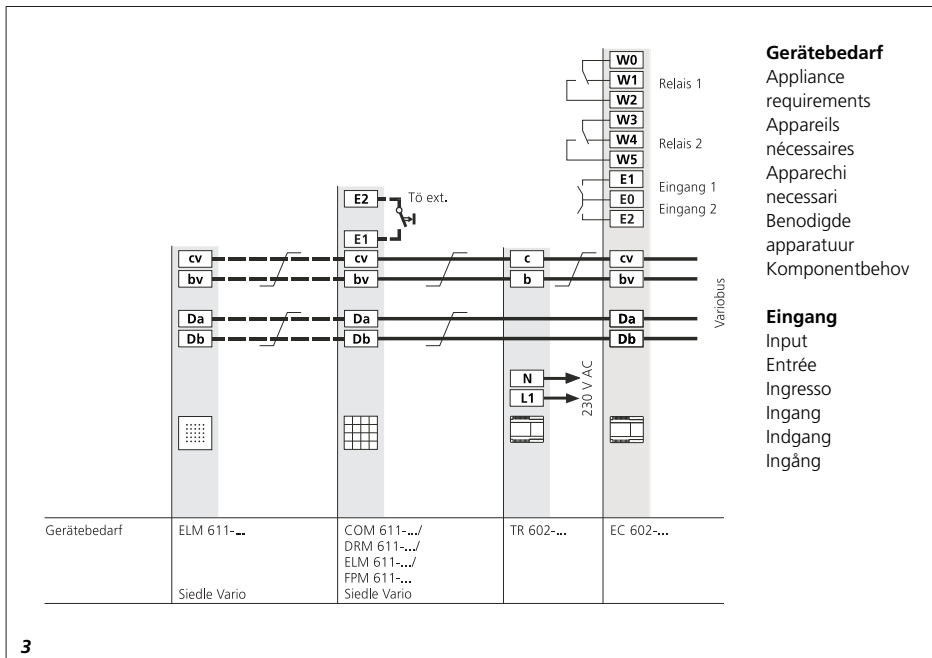 W0
W1
W2
Relais 1
W3
W4
W5
Relais 2
E1
E0
E2
Eingang 1
Eingang 2
E2
Tö ext.
E1
cv
cv
c
cv
bv
bv
b
bv
Da
Da
Da
Db
Db
Db
Variobus
N
L1
230 V AC
Gerätebedarf
ELM 611-...
Siedle Vario
COM 611-.../
DRM 611-.../
ELM 611-.../
FPM 611-...
Siedle Vario
TR 602-...
EC 602-...
Gerätebedarf
Appliance
requirements
Appareils
nécessaires
Apparechi
necessari
Benodigde
apparatuur
Komponentbehov
Eingang
Input
Entrée
Ingresso
Ingang
Indgang
Ingång
3